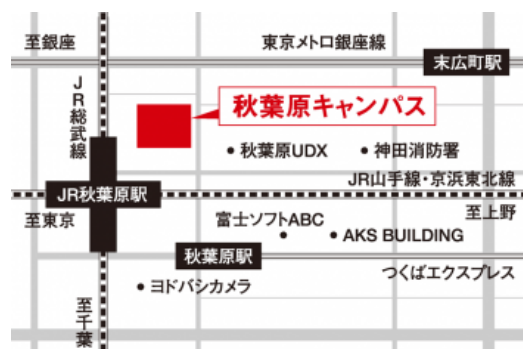 至銀座
東京メトロ銀座線
末広町駅
JR総武線
秋葉原キャンパス
秋葉原UDX
神田消防署
JR山手線・京浜東北線
JR秋葉原駅
至東京
至上野
富士ソフトABC
AKS BUILDING
秋葉原駅
つくばエクスプレス
ヨドバシカメラ
至千葉